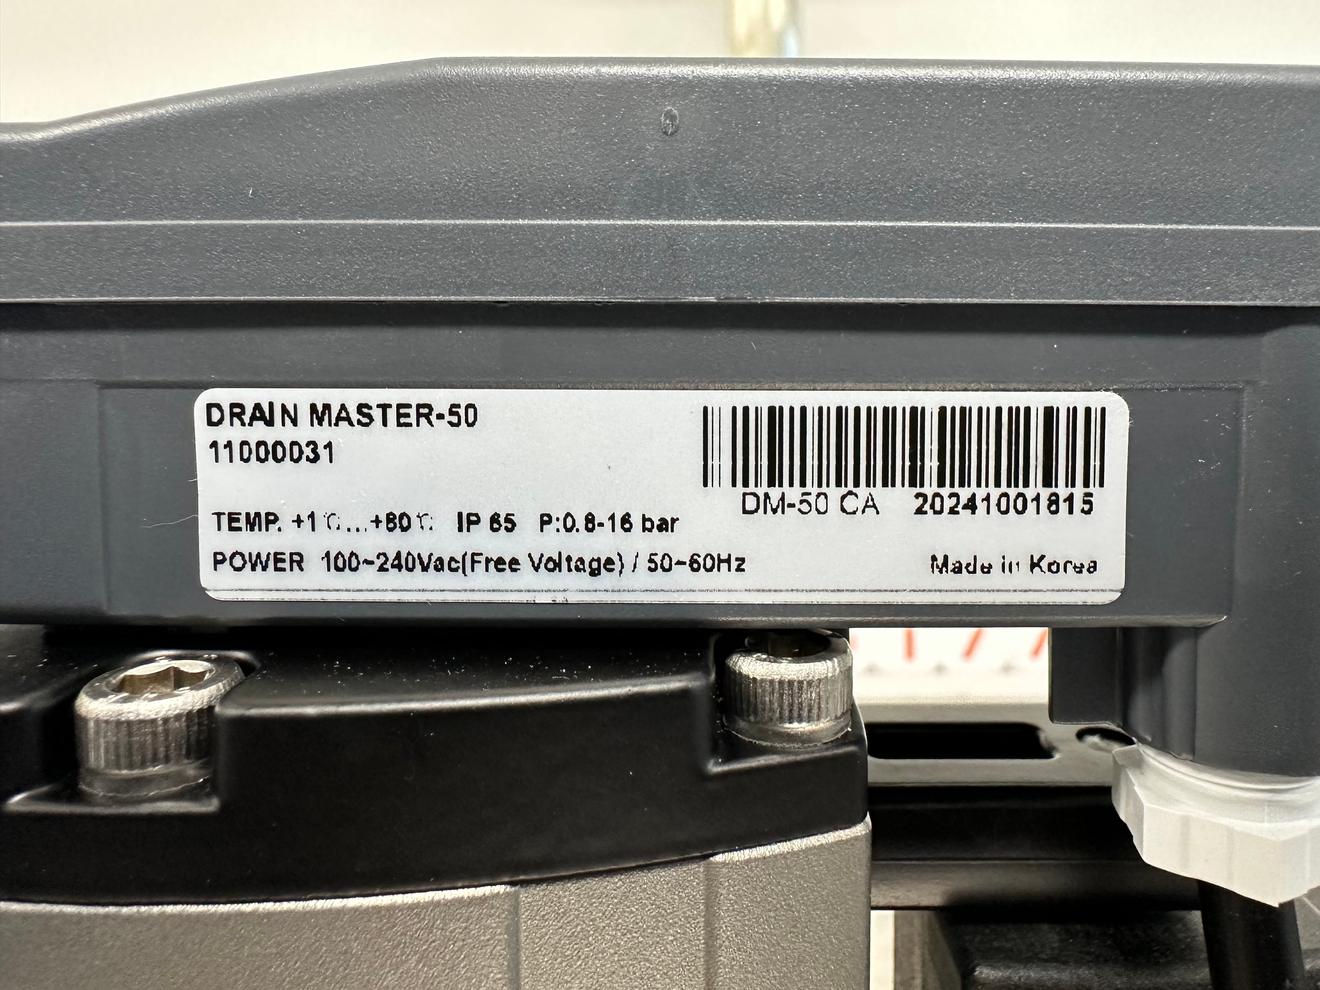 DRAIN MASTER-50
11000031
DM-50 CA 20241001815
TEMP. +1℃...+60℃ IP 65 P:0.8-16 bar
POWER 100~240Vac(Free Voltage) / 50~60Hz
Made in Korea